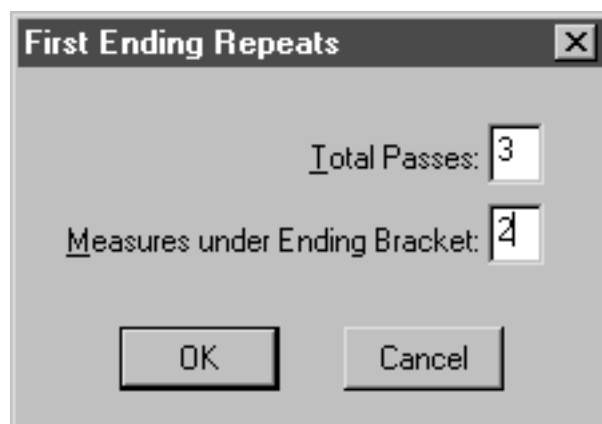 First Ending Repeats
Total Passes: 3
Measures under Ending Bracket: 2
OK Cancel